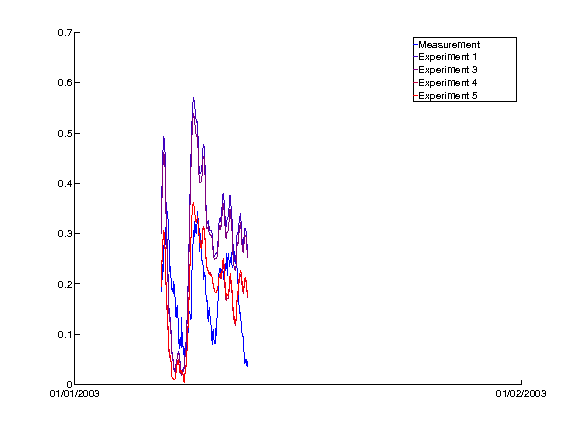 0.7
Measurement
Experiment 1
Experiment 3
Experiment 4
Experiment 5
0.6
0.5
0.4
0.3
0.2
0.1
0
01/01/2003
01/02/2003